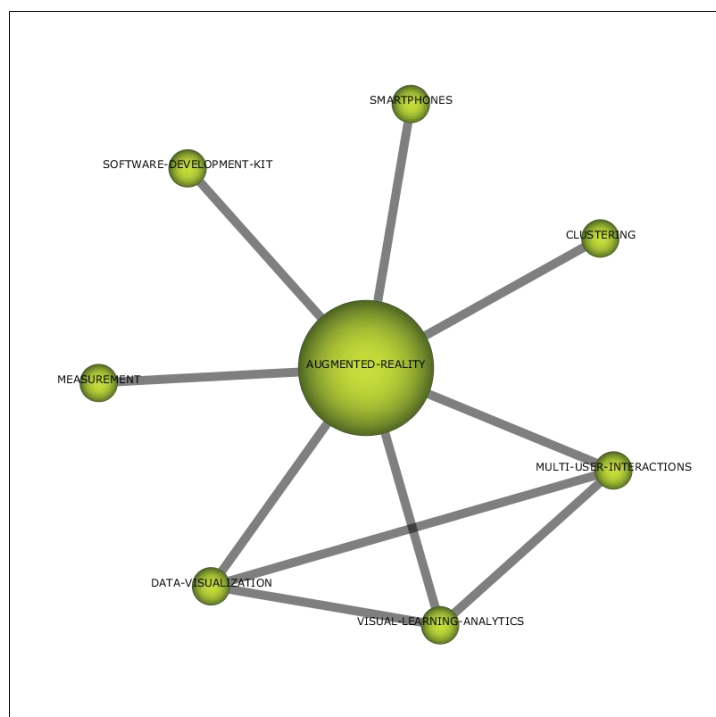 SMARTPHONES
SOFTWARE-DEVELOPMENT-KIT
CLUSTERING
AUGMENTED-REALITY
MEASUREMENT
MULTI-USER-INTERACTIONS
DATA-VISUALIZATION
VISUAL-LEARNING-ANALYTICS